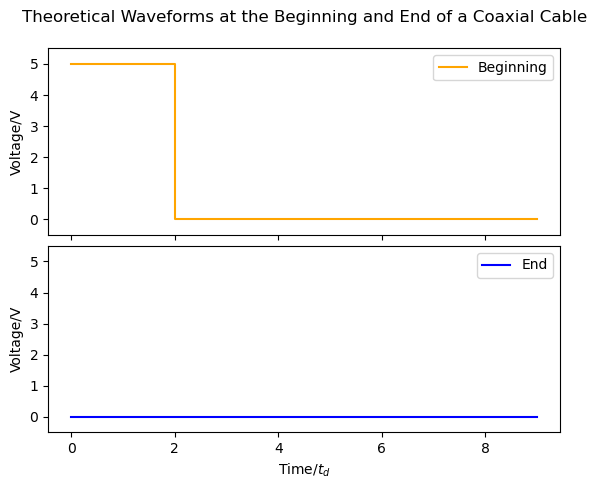 Theoretical Waveforms at the Beginning and End of a Coaxial Cable
Voltage/V
5
4
3
2
1
0
Beginning
Voltage/V
5
4
3
2
1
0
End
0 2 4 6 8
Time/t_d